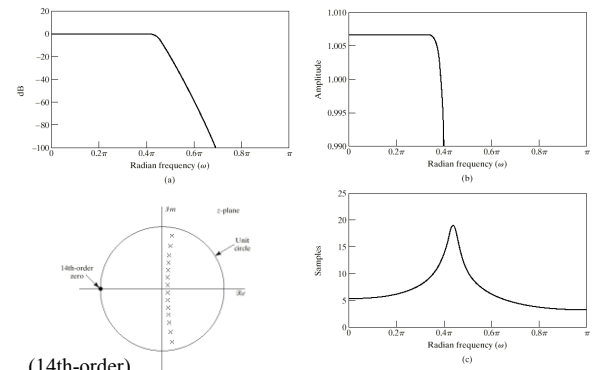 20
0
−20
−40
−60
−80
−100
dB
0
0.2π
0.4π
0.6π
0.8π
π
Radian frequency (ω)
(a)
1.010
1.005
1.000
0.995
0.990
Amplitude
0
0.2π
0.4π
0.6π
0.8π
π
Radian frequency (ω)
(b)
Im
z-plane
Unit
circle
14th-order
zero
Re
(14th-order)
25
20
15
10
5
0
Samples
0
0.2π
0.4π
0.6π
0.8π
π
Radian frequency (ω)
(c)